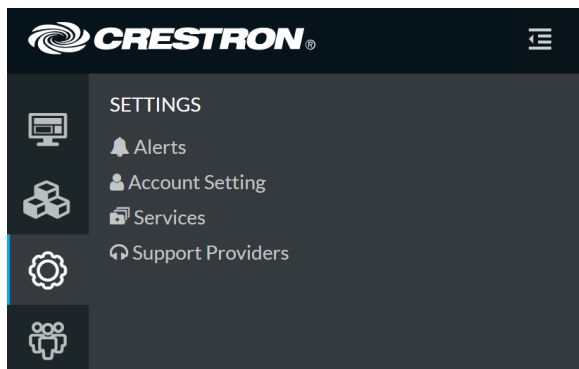 CRESTRON®
SETTINGS
Alerts
Account Setting
Services
Support Providers